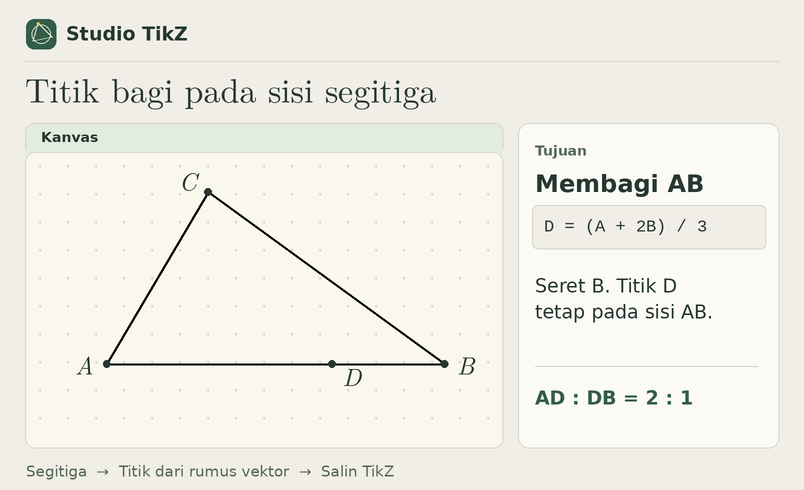 Studio TikZ
Titik bagi pada sisi segitiga
Kanvas
C
A
B
D
Tujuan
Membagi AB
D = (A + 2B) / 3
Seret B. Titik D
tetap pada sisi AB.
AD : DB = 2 : 1
Segitiga → Titik dari rumus vektor → Salin TikZ